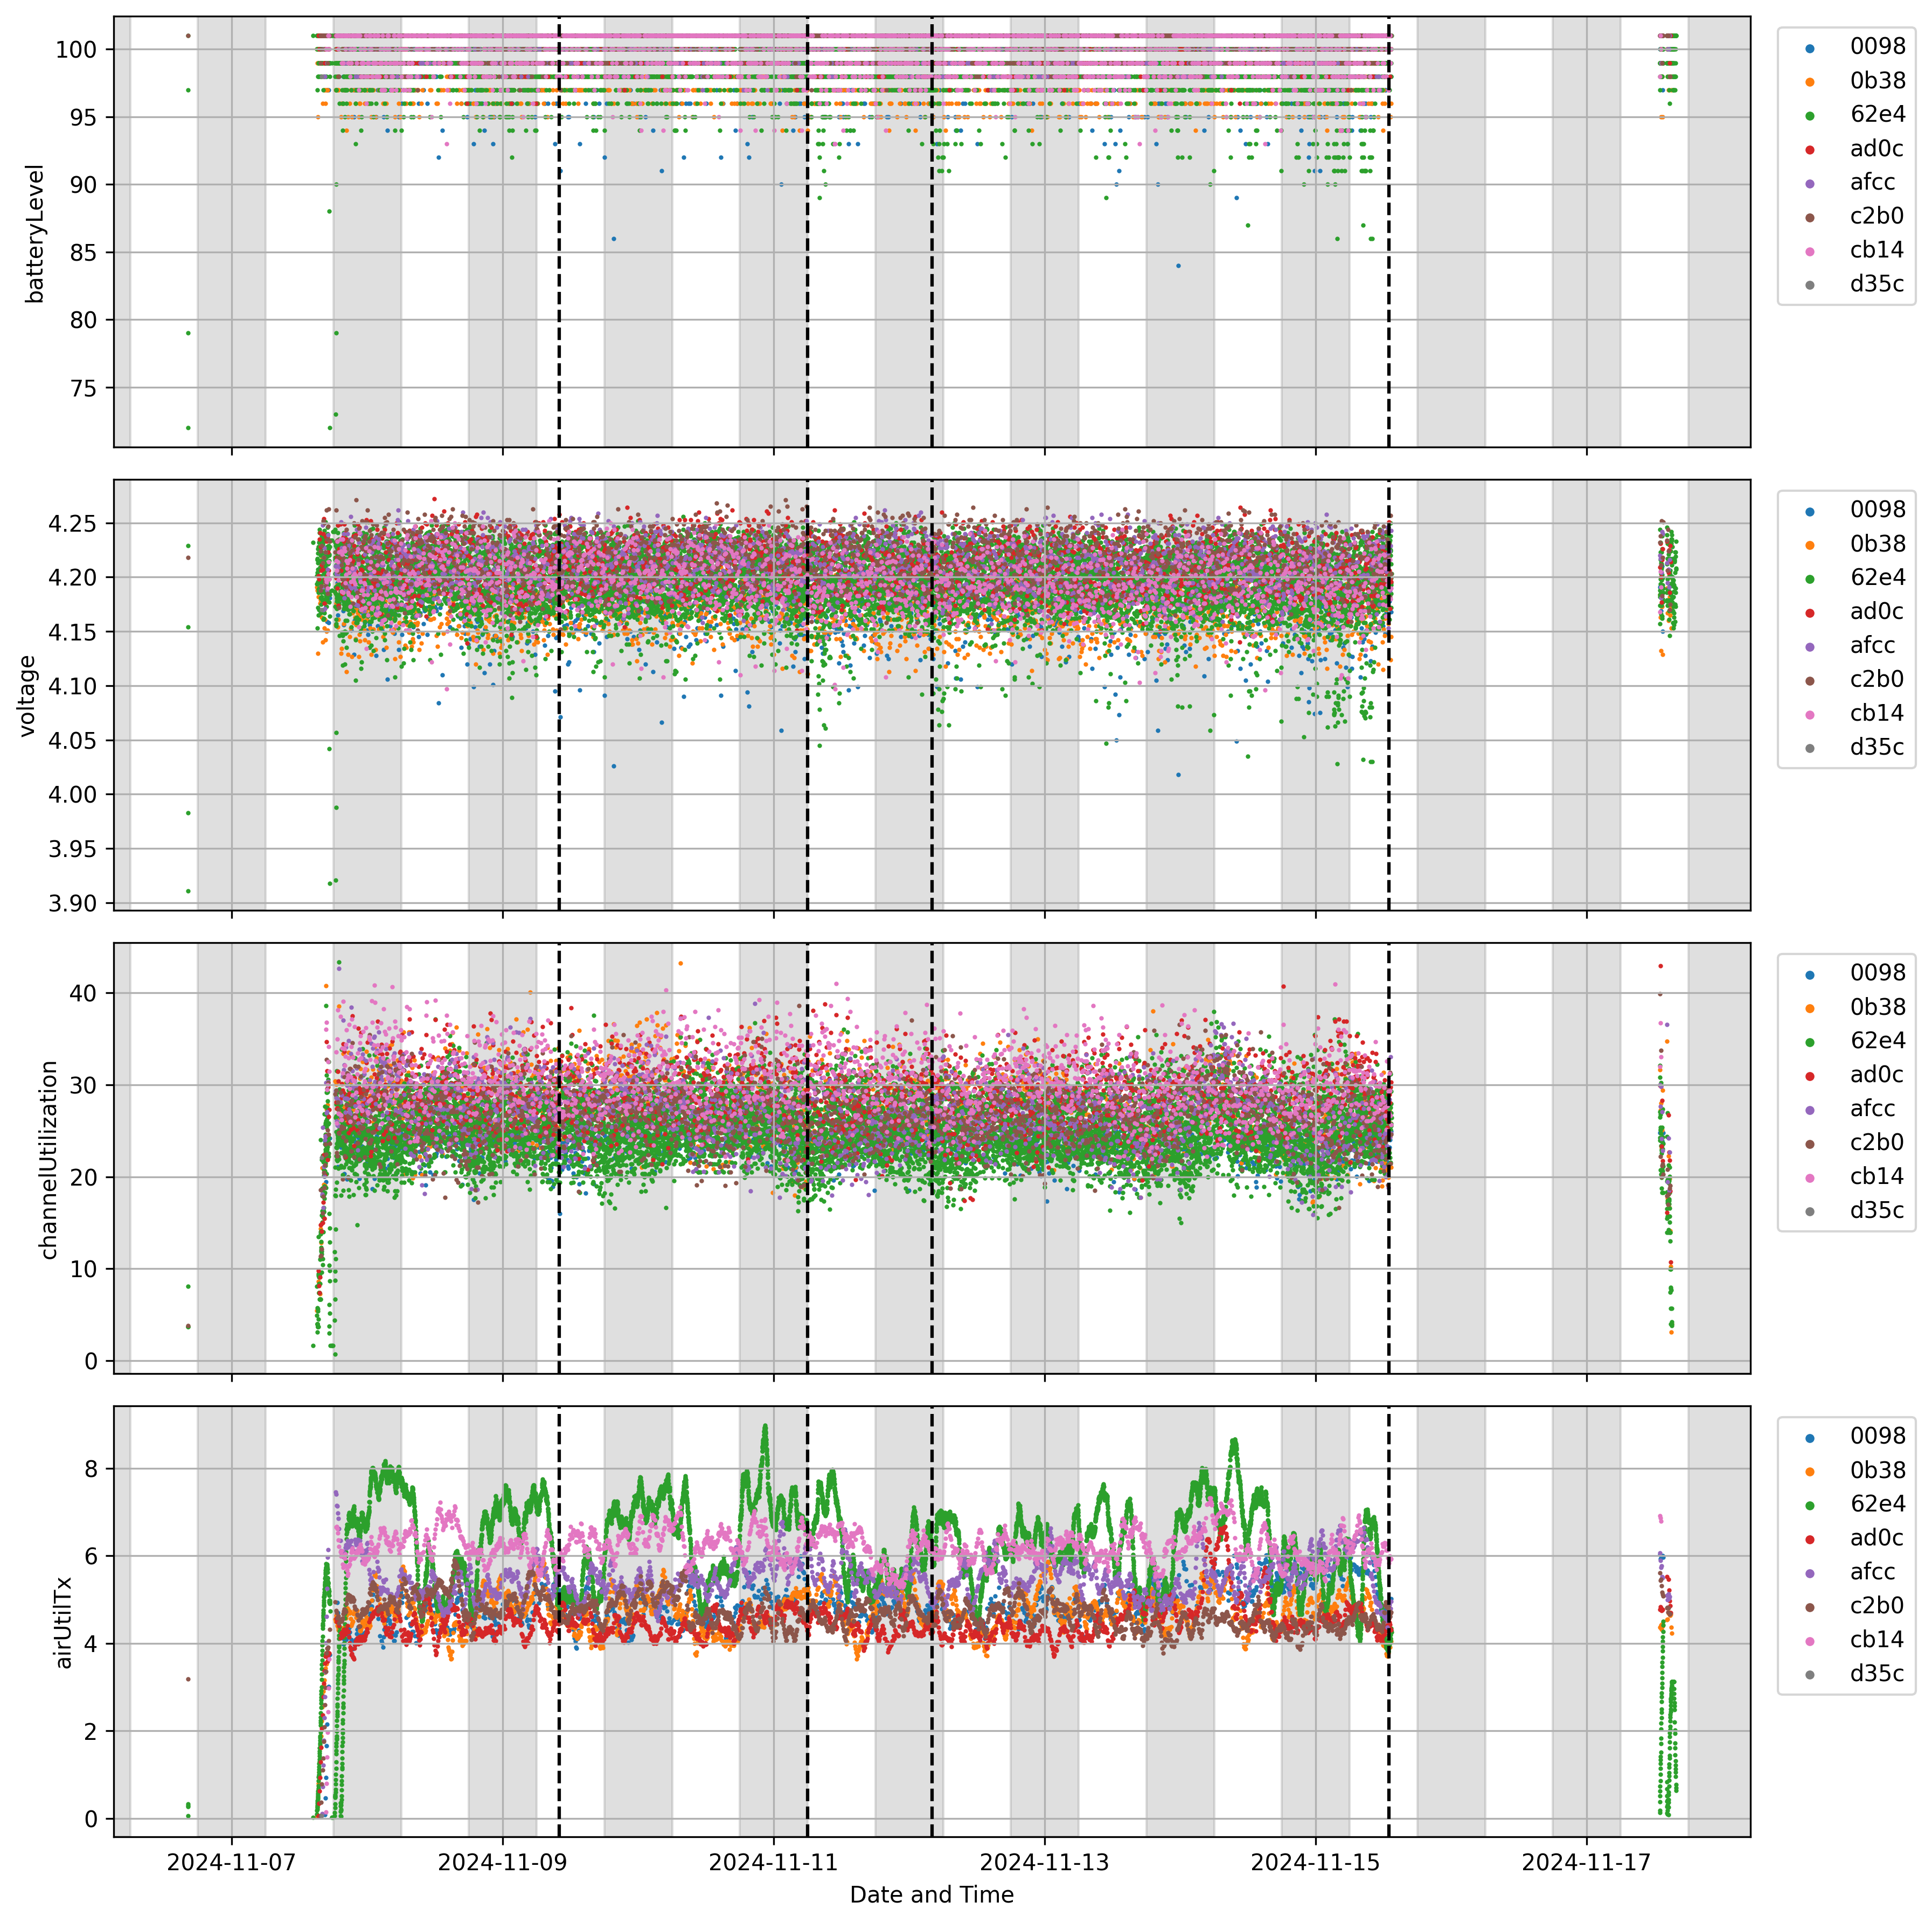 batteryLevel
100
95
90
85
80
75
0098
0b38
62e4
ad0c
afcc
c2b0
cb14
d35c
voltage
4.25
4.20
4.15
4.10
4.05
4.00
3.95
3.90
0098
0b38
62e4
ad0c
afcc
c2b0
cb14
d35c
channelUtilization
40
30
20
10
0
0098
0b38
62e4
ad0c
afcc
c2b0
cb14
d35c
airUtilTx
8
6
4
2
0
0098
0b38
62e4
ad0c
afcc
c2b0
cb14
d35c
2024-11-07 2024-11-09 2024-11-11 2024-11-13 2024-11-15 2024-11-17
Date and Time